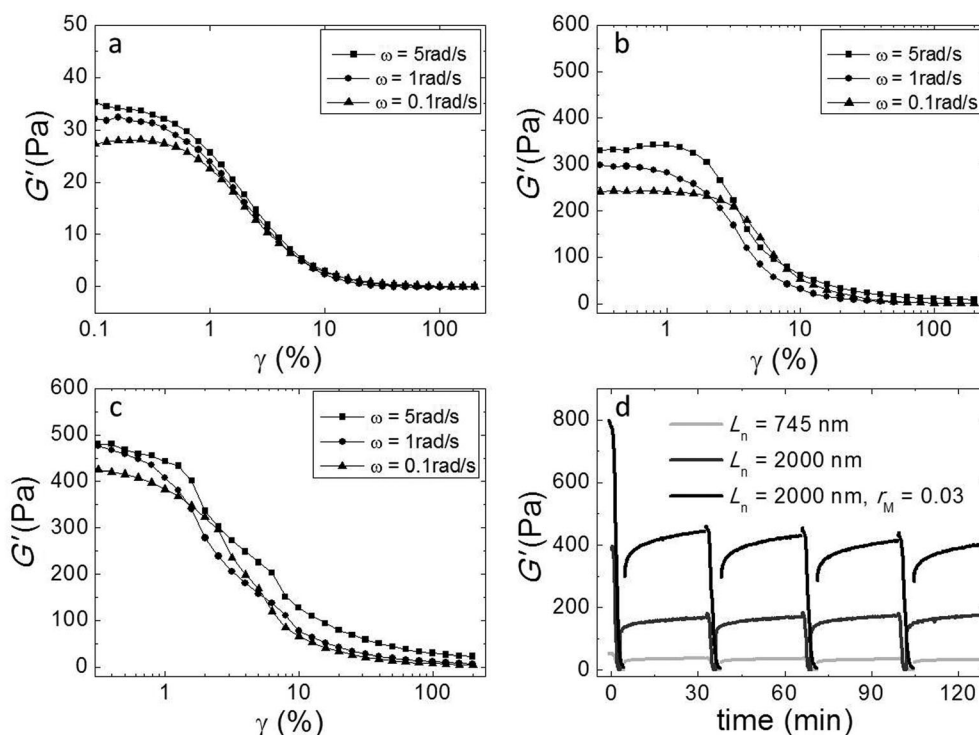 a
ω = 5rad/s
ω = 1rad/s
ω = 0.1rad/s
G'(Pa)
50
40
30
20
10
0
0.1 1 10 100
γ (%)
b
ω = 5rad/s
ω = 1rad/s
ω = 0.1rad/s
G'(Pa)
600
500
400
300
200
100
0
1 10 100
γ (%)
c
ω = 5rad/s
ω = 1rad/s
ω = 0.1rad/s
G'(Pa)
600
500
400
300
200
100
0
1 10 100
γ (%)
d
Ln = 745 nm
Ln = 2000 nm
Ln = 2000 nm, rM = 0.03
G'(Pa)
800
600
400
200
0
0 30 60 90 120
time (min)